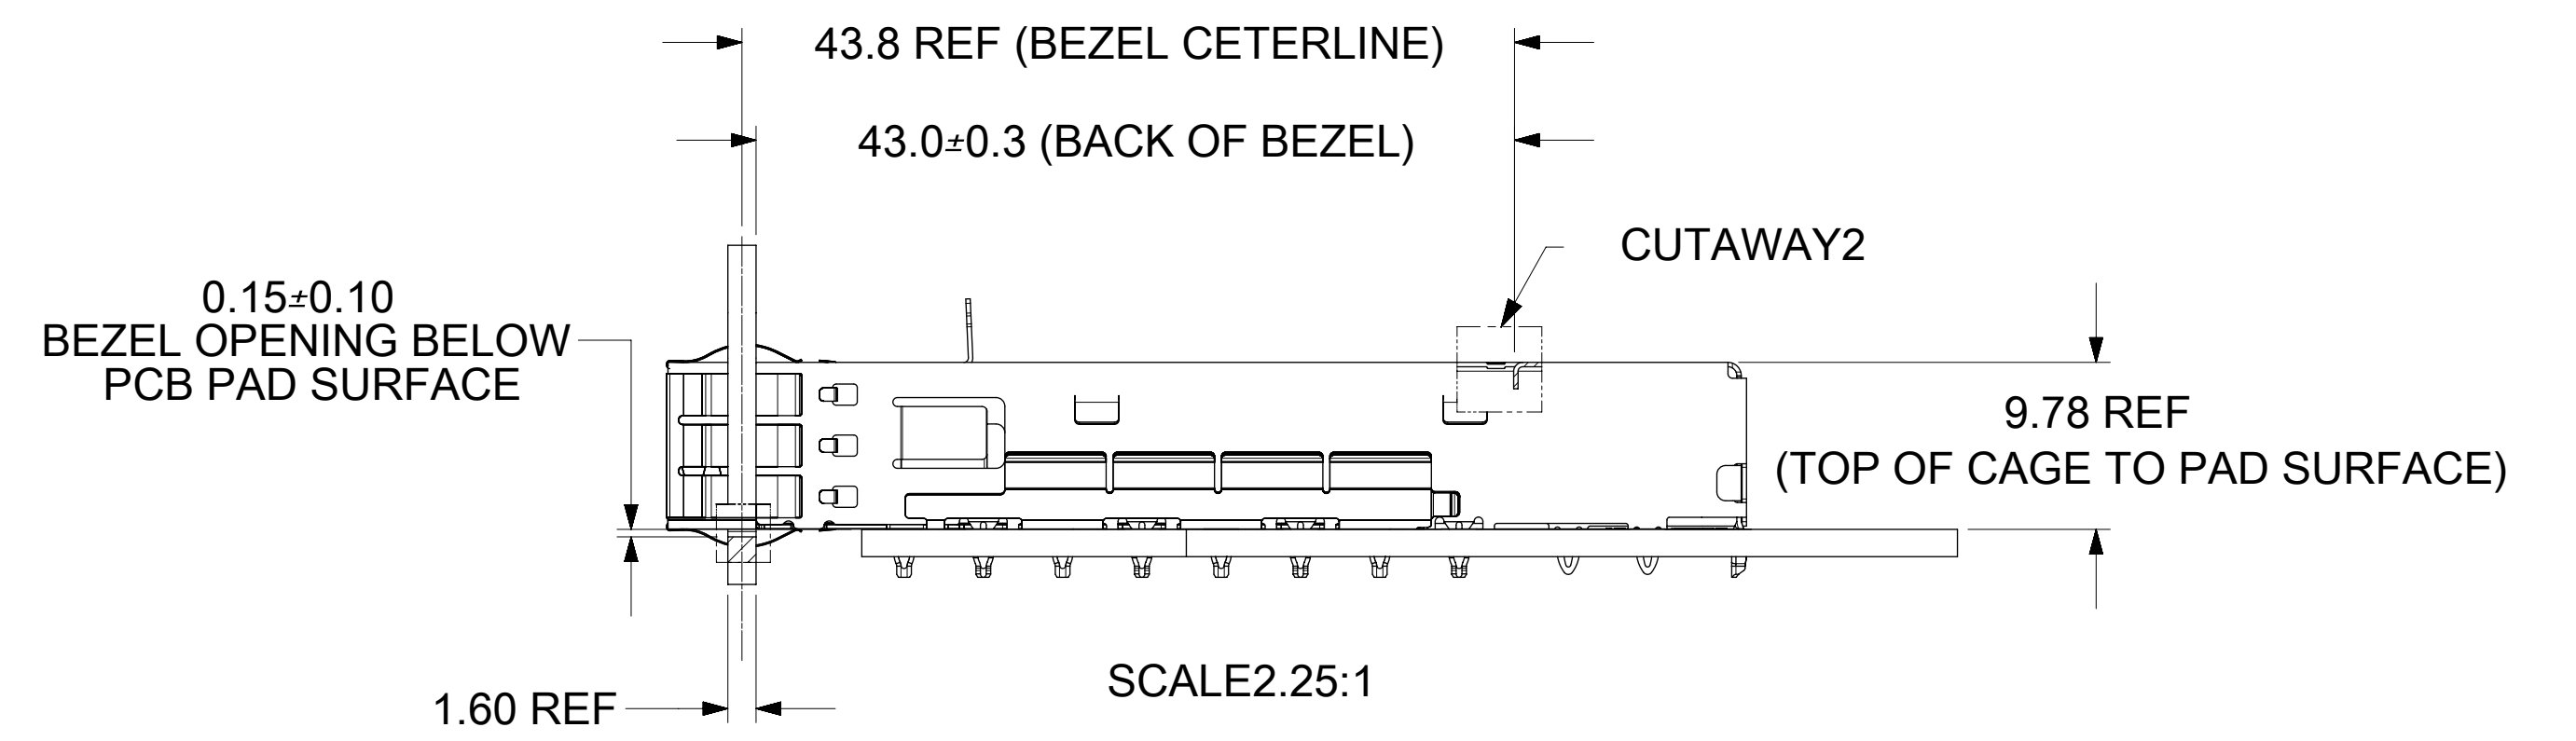 43.8 REF (BEZEL CETERLINE)
43.0±0.3 (BACK OF BEZEL)
CUTAWAY2
0.15±0.10
BEZEL OPENING BELOW
PCB PAD SURFACE
9.78 REF
(TOP OF CAGE TO PAD SURFACE)
SCALE2.25:1
1.60 REF